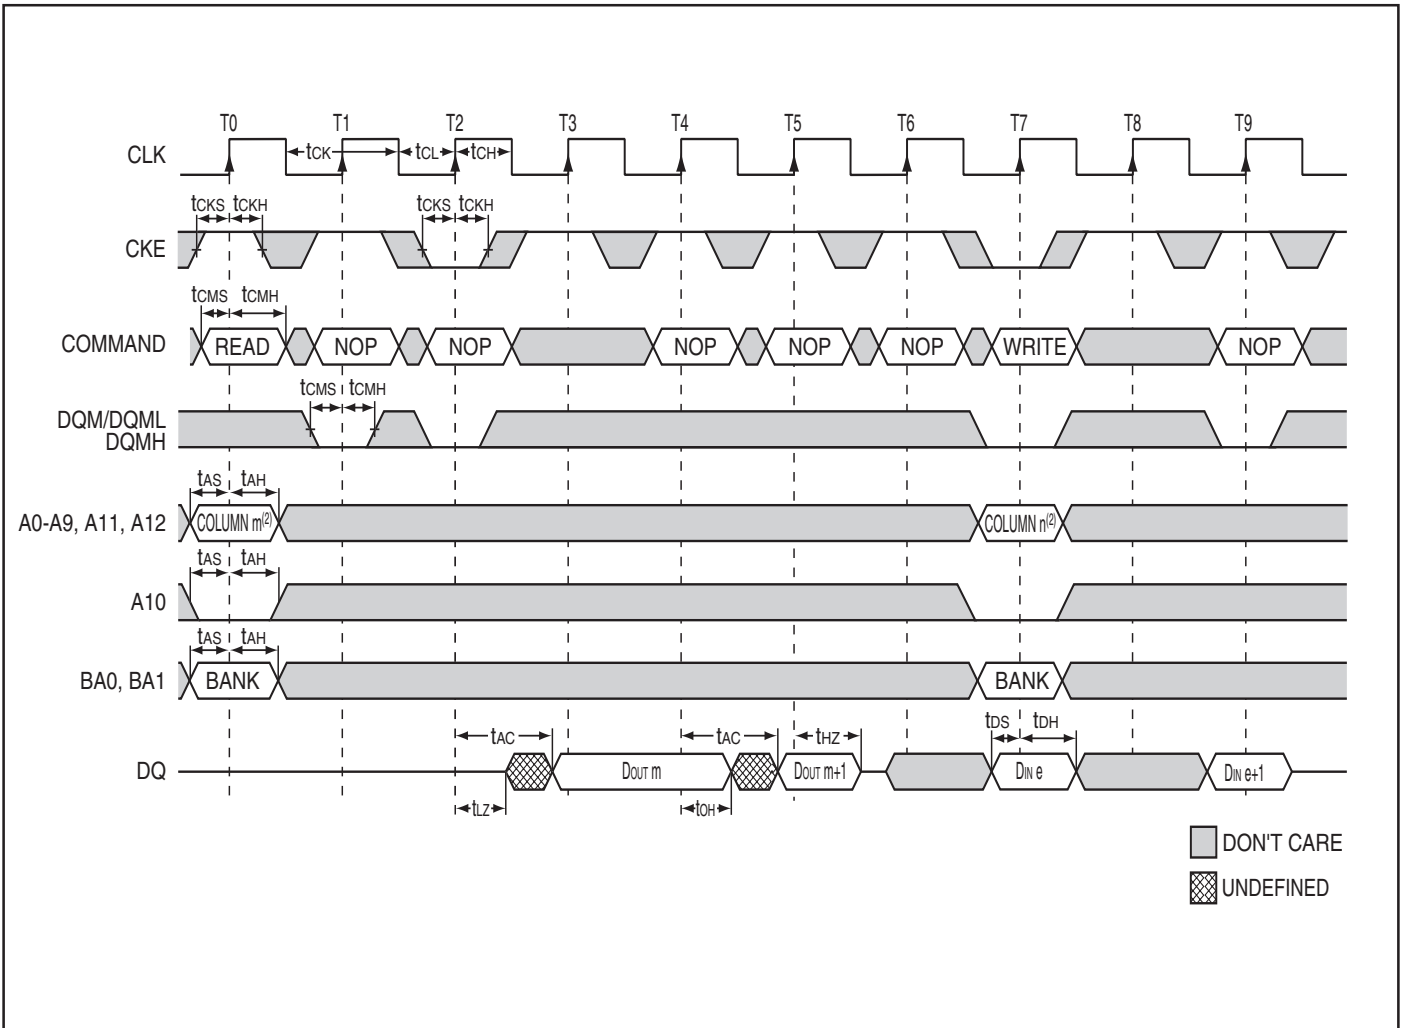 T0 T1 T2 T3 T4 T5 T6 T7 T8 T9
CLK tCK tCL tCH
tCKS tCKH tCKS tCKH
CKE
tCMS tCMH
COMMAND READ NOP NOP NOP NOP NOP WRITE NOP
tCMS tCMH
DQM/DQML
DQMH
tAS tAH
A0-A9, A11, A12 COLUMN m(2) COLUMN n(2)
tAS tAH
A10
tAS tAH
BA0, BA1 BANK BANK
tAC tAC tHZ tDS tDH
DQ DOUT m DOUT m+1 DIN e DIN e+1
tLZ tOH
DON'T CARE
UNDEFINED